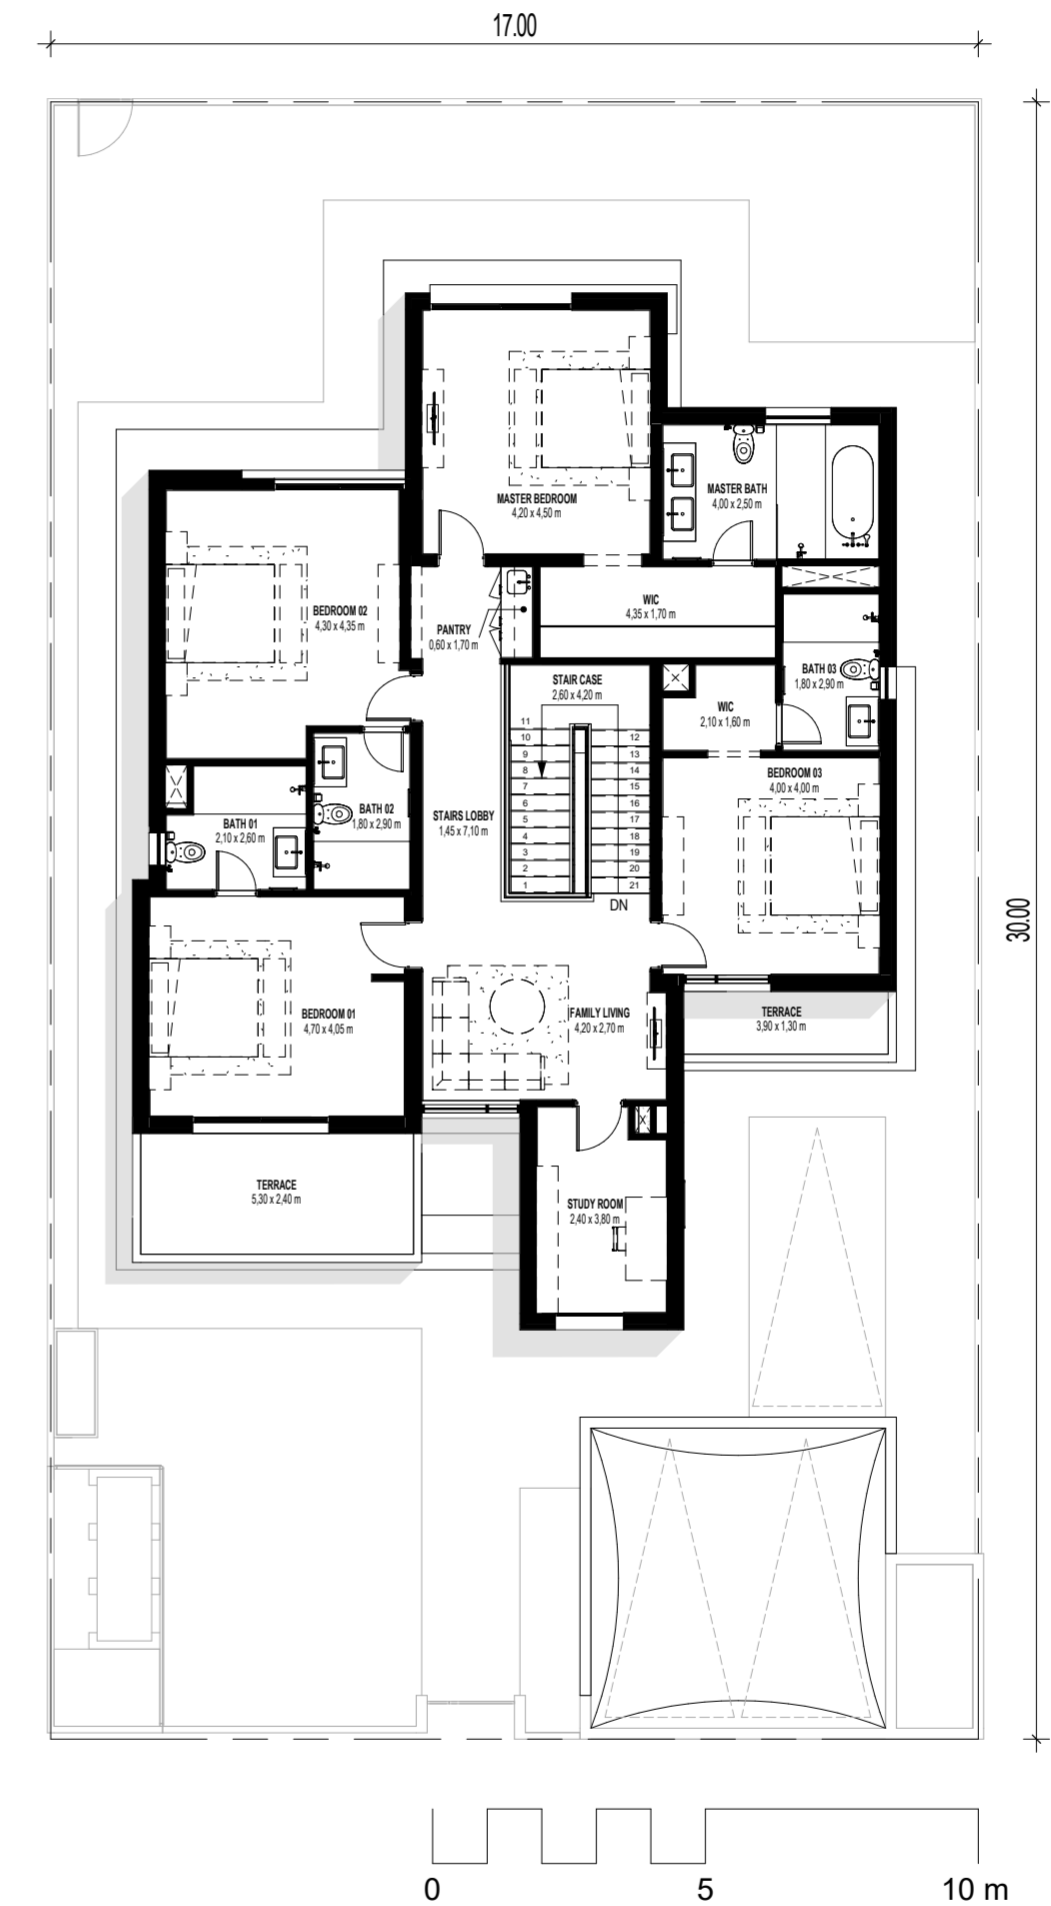 17.00
30.00
MASTER BEDROOM
4,20 x 4,50 m
MASTER BATH
4,00 x 2,50 m
BEDROOM 02
4,30 x 4,35 m
PANTRY
0,60 x 1,70 m
WIC
4,35 x 1,70 m
BATH 03
1,80 x 2,90 m
STAIR CASE
2,60 x 4,20 m
WIC
2,10 x 1,60 m
11
10
9
8
7
6
5
4
3
2
1
12
13
14
15
16
17
18
19
20
21
DN
BEDROOM 03
4,00 x 4,00 m
STAIRS LOBBY
1,45 x 7,10 m
BATH 02
1,80 x 2,90 m
BATH 01
2,10 x 2,60 m
BEDROOM 01
4,70 x 4,05 m
FAMILY LIVING
4,20 x 2,70 m
TERRACE
3,90 x 1,30 m
TERRACE
5,30 x 2,40 m
STUDY ROOM
2,40 x 3,80 m
0 5 10 m